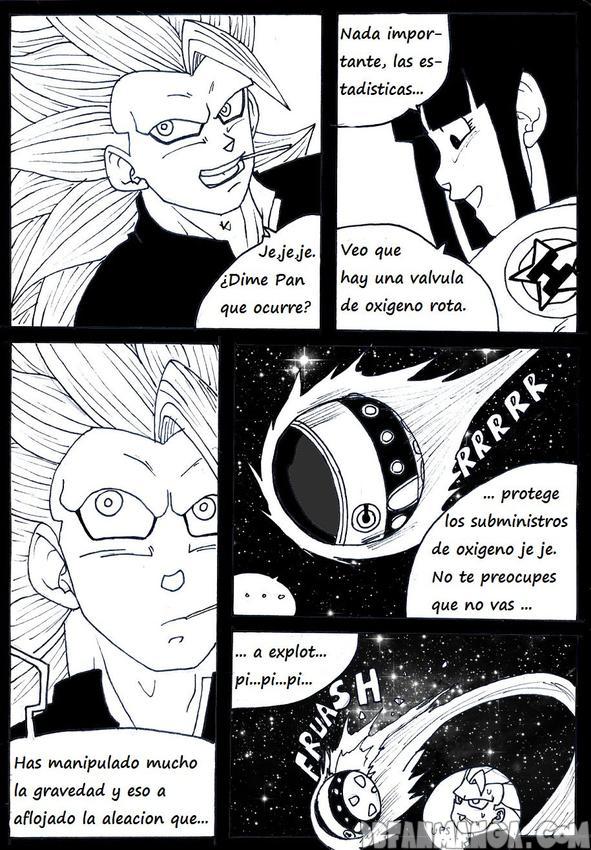 Je,je,je.
¿Dime Pan
que ocurre?
Nada impor-
tante, las es-
tadisticas...
Veo que
hay una valvula
de oxigeno rota.
H
Has manipulado mucho
la gravedad y eso a
aflojado la aleacion que...
RRRRRR
... protege
los subministros
de oxigeno je je.
No te preocupes
que no vas ...
...
... a explot...
pi...pi...pi...
FRUASH
UPS
DBFANMANGA.COM